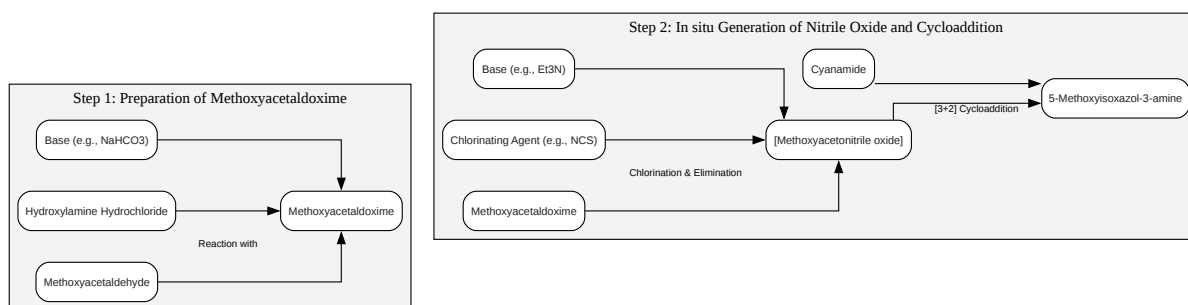 Step 1: Preparation of Methoxyacetaldoxime
Base (e.g., NaHCO3)
Hydroxylamine Hydrochloride
Methoxyacetaldoxime
Reaction with
Methoxyacetaldehyde
Step 2: In situ Generation of Nitrile Oxide and Cycloaddition
Base (e.g., Et3N)
Cyanamide
5-Methoxyisoxazol-3-amine
[3+2] Cycloaddition
Chlorinating Agent (e.g., NCS)
[Methoxyacetonitrile oxide]
Chlorination & Elimination
Methoxyacetaldoxime